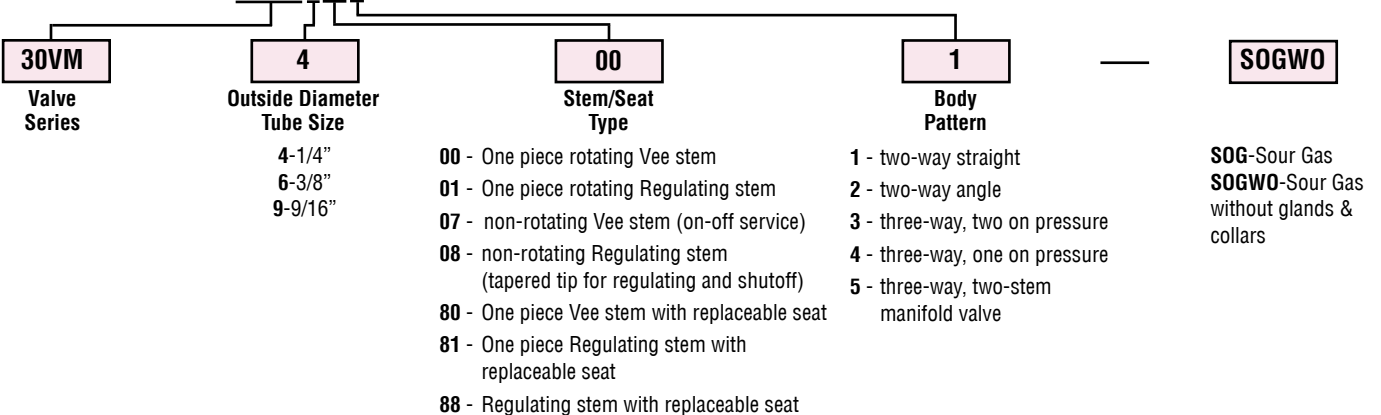 30VM
4
00
1
—
SOGWO
Valve
Series
Outside Diameter
Tube Size
4-1/4”
6-3/8”
9-9/16”
Stem/Seat
Type
00 - One piece rotating Vee stem
01 - One piece rotating Regulating stem
07 - non-rotating Vee stem (on-off service)
08 - non-rotating Regulating stem
(tapered tip for regulating and shutoff)
80 - One piece Vee stem with replaceable seat
81 - One piece Regulating stem with
replaceable seat
88 - Regulating stem with replaceable seat
Body
Pattern
1 - two-way straight
2 - two-way angle
3 - three-way, two on pressure
4 - three-way, one on pressure
5 - three-way, two-stem
manifold valve
SOG-Sour Gas
SOGWO-Sour Gas
without glands &
collars